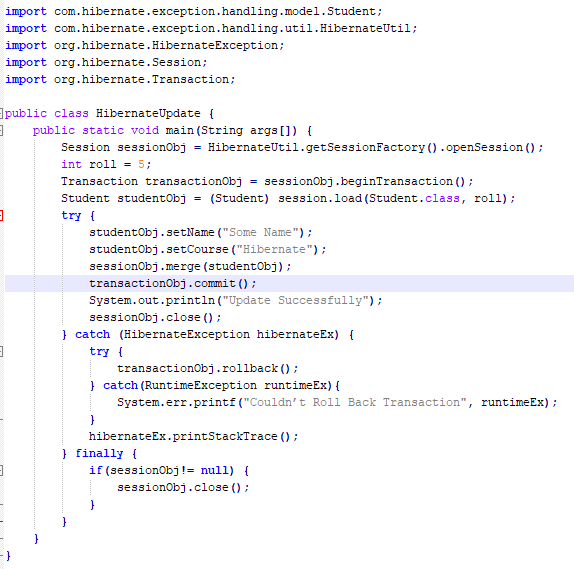 import com.hibernate.exception.handling.model.Student;
import com.hibernate.exception.handling.util.HibernateUtil;
import org.hibernate.HibernateException;
import org.hibernate.Session;
import org.hibernate.Transaction;

public class HibernateUpdate {
    public static void main(String args[]) {
        Session sessionObj = HibernateUtil.getSessionFactory().openSession();
        int roll = 5;
        Transaction transactionObj = sessionObj.beginTransaction();
        Student studentObj = (Student) session.load(Student.class, roll);
        try {
            studentObj.setName("Some Name");
            studentObj.setCourse("Hibernate");
            sessionObj.merge(studentObj);
            transactionObj.commit();
            System.out.println("Update Successfully");
            sessionObj.close();
        } catch (HibernateException hibernateEx) {
            try {
                transactionObj.rollback();
            } catch(RuntimeException runtimeEx){
                System.err.printf("Couldn’t Roll Back Transaction", runtimeEx);
            }
            hibernateEx.printStackTrace();
        } finally {
            if(sessionObj!= null) {
                sessionObj.close();
            }
        }
    }
}